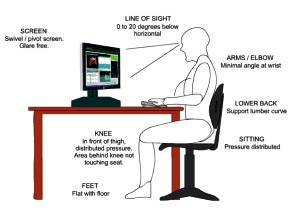 LINE OF SIGHT
0 to 20 degrees below
horizontal
SCREEN
Swivel / pivot screen.
Glare free.
ARMS / ELBOW
Minimal angle at wrist
LOWER BACK
Support lumber curve
KNEE
In front of thigh,
distributed pressure.
Area behind knee not
touching seat.
SITTING
Pressure distributed
FEET
Flat with floor